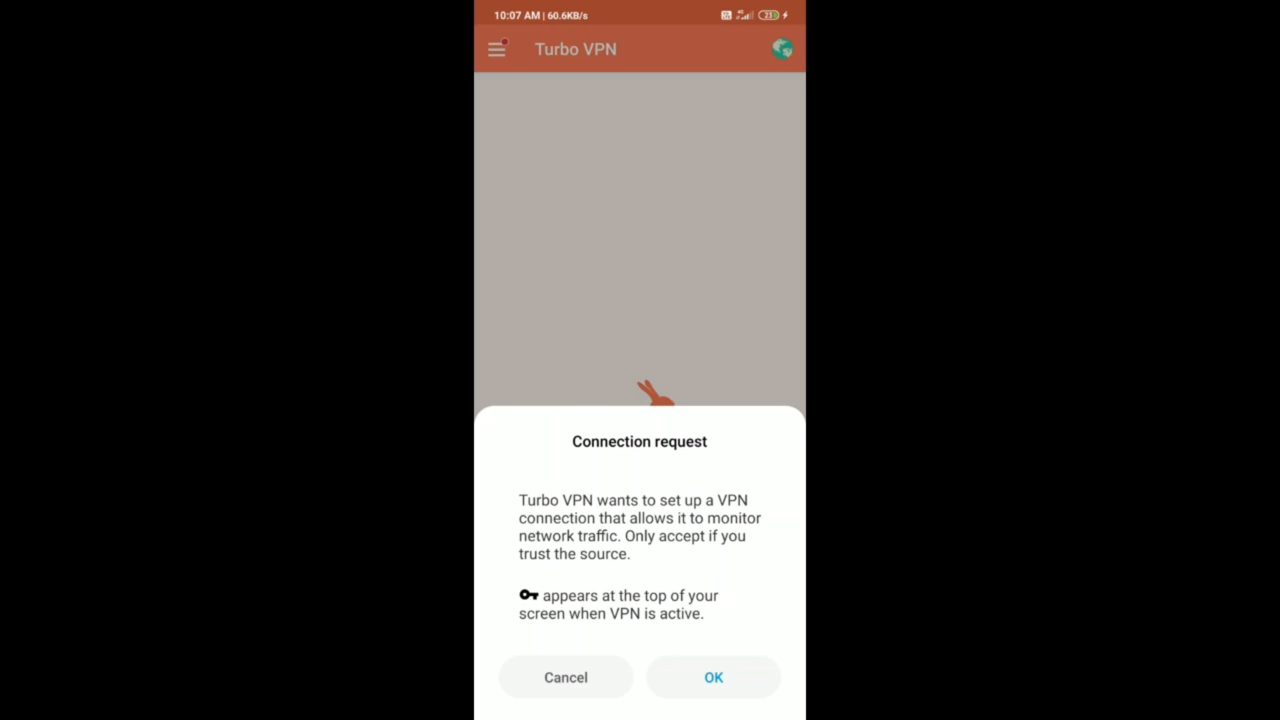 10:07 AM | 60.6KB/s
Turbo VPN
Connection request
Turbo VPN wants to set up a VPN
connection that allows it to monitor
network traffic. Only accept if you
trust the source.
appears at the top of your
screen when VPN is active.
Cancel
OK